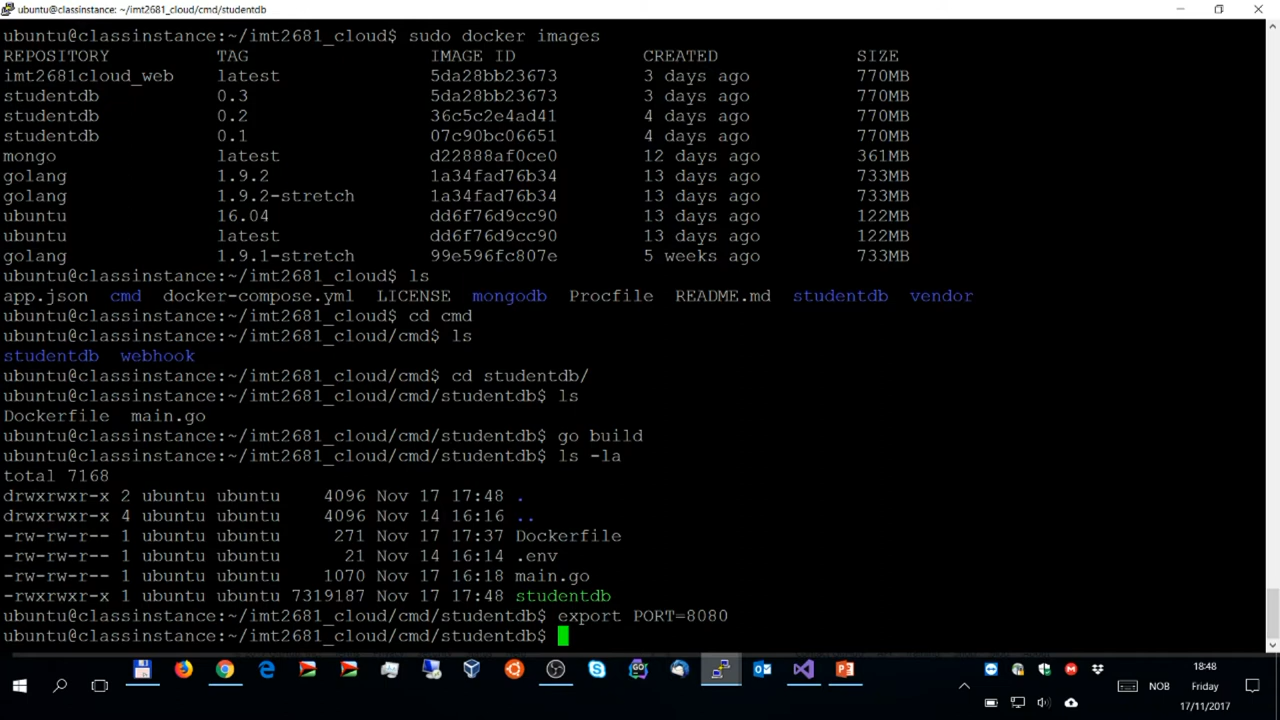 ubuntu@classinstance: ~/imt2681_cloud/cmd/studentdb
ubuntu@classinstance:~/imt2681_cloud$ sudo docker images
REPOSITORY TAG IMAGE ID CREATED SIZE
imt2681cloud_web latest 5da28bb23673 3 days ago 770MB
studentdb 0.3 5da28bb23673 3 days ago 770MB
studentdb 0.2 36c5c2e4ad41 4 days ago 770MB
studentdb 0.1 07c90bc06651 4 days ago 770MB
mongo latest d22888af0ce0 12 days ago 361MB
golang 1.9.2 1a34fad76b34 13 days ago 733MB
golang 1.9.2-stretch 1a34fad76b34 13 days ago 733MB
ubuntu 16.04 dd6f76d9cc90 13 days ago 122MB
ubuntu latest dd6f76d9cc90 13 days ago 122MB
golang 1.9.1-stretch 99e596fc807e 5 weeks ago 733MB
ubuntu@classinstance:~/imt2681_cloud$ ls
app.json cmd docker-compose.yml LICENSE mongodb Procfile README.md studentdb vendor
ubuntu@classinstance:~/imt2681_cloud$ cd cmd
ubuntu@classinstance:~/imt2681_cloud/cmd$ ls
studentdb webhook
ubuntu@classinstance:~/imt2681_cloud/cmd$ cd studentdb/
ubuntu@classinstance:~/imt2681_cloud/cmd/studentdb$ ls
Dockerfile main.go
ubuntu@classinstance:~/imt2681_cloud/cmd/studentdb$ go build
ubuntu@classinstance:~/imt2681_cloud/cmd/studentdb$ ls -la
total 7168
drwxrwxr-x 2 ubuntu ubuntu 4096 Nov 17 17:48 .
drwxrwxr-x 4 ubuntu ubuntu 4096 Nov 14 16:16 ..
-rw-rw-r-- 1 ubuntu ubuntu 271 Nov 17 17:37 Dockerfile
-rw-rw-r-- 1 ubuntu ubuntu 21 Nov 14 16:14 .env
-rw-rw-r-- 1 ubuntu ubuntu 1070 Nov 17 16:18 main.go
-rwxrwxr-x 1 ubuntu ubuntu 7319187 Nov 17 17:48 studentdb
ubuntu@classinstance:~/imt2681_cloud/cmd/studentdb$ export PORT=8080
ubuntu@classinstance:~/imt2681_cloud/cmd/studentdb$
18:48
NOB Friday
17/11/2017